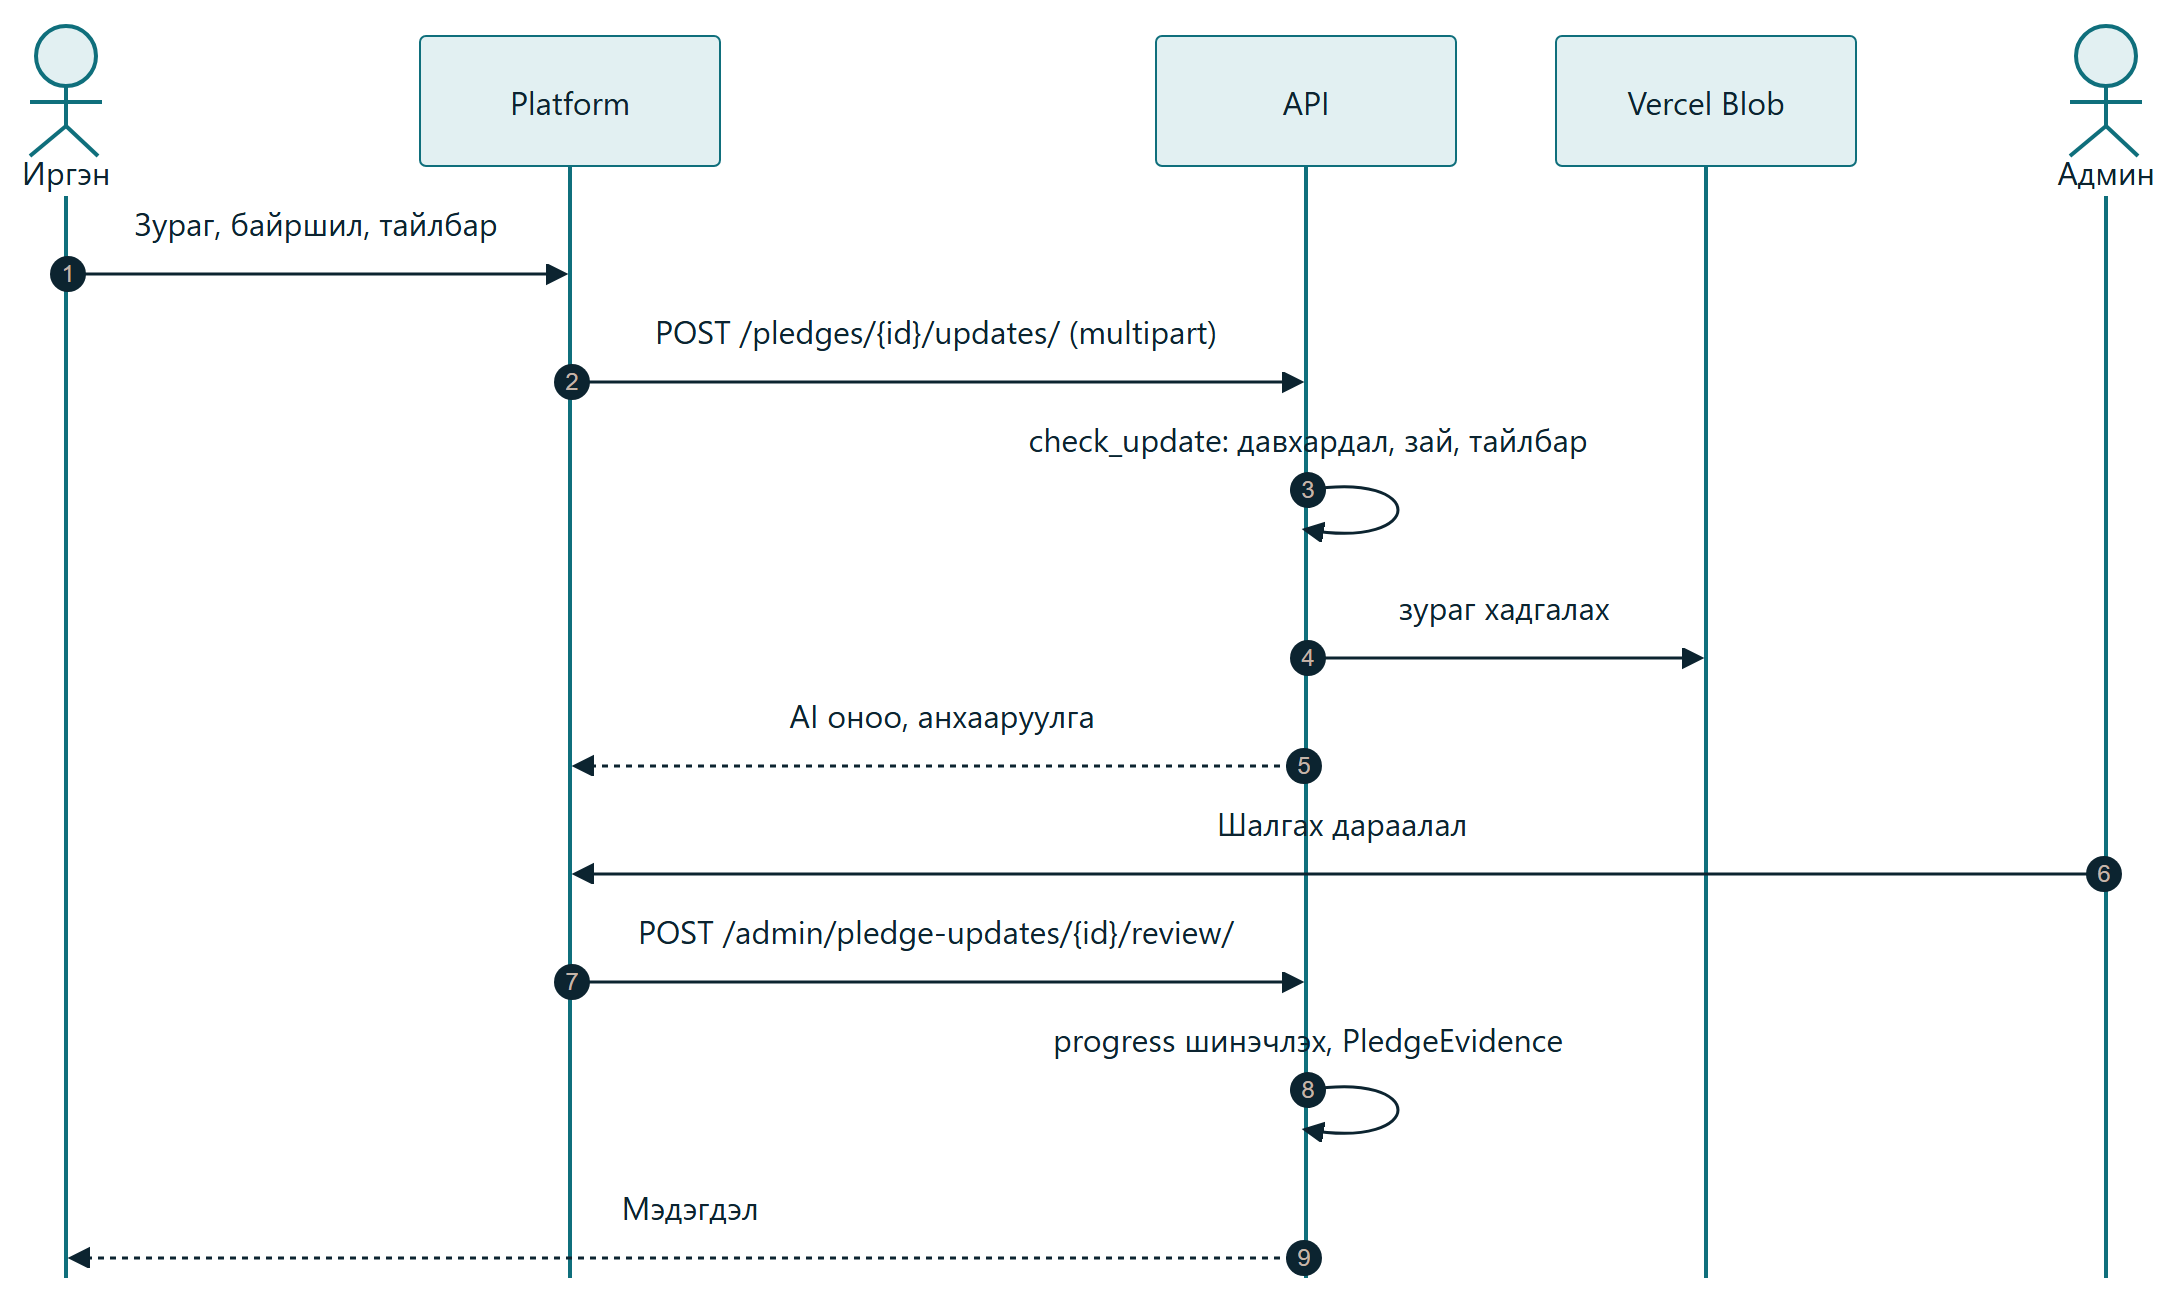 Иргэн
Platform
API
Vercel Blob
Админ
Зураг, байршил, тайлбар
1
POST /pledges/{id}/updates/ (multipart)
2
check_update: давхардал, зай, тайлбар
3
зураг хадгалах
4
AI оноо, анхааруулга
5
Шалгах дараалал
6
POST /admin/pledge-updates/{id}/review/
7
progress шинэчлэх, PledgeEvidence
8
Мэдэгдэл
9